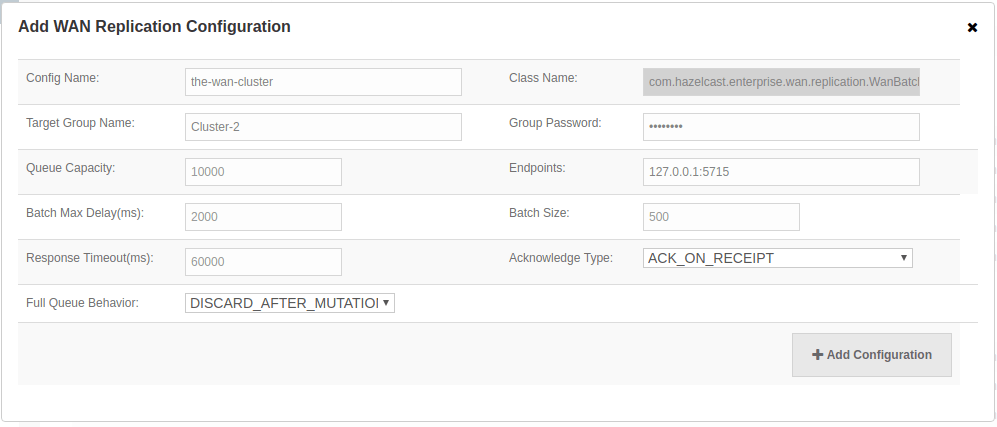 Add WAN Replication Configuration
Config Name: the-wan-cluster Class Name: com.hazelcast.enterprise.wan.replication.WanBatcl
Target Group Name: Cluster-2 Group Password: ••••••••
Queue Capacity: 10000 Endpoints: 127.0.0.1:5715
Batch Max Delay(ms): 2000 Batch Size: 500
Response Timeout(ms): 60000 Acknowledge Type: ACK_ON_RECEIPT
Full Queue Behavior: DISCARD_AFTER_MUTATIO
Add Configuration